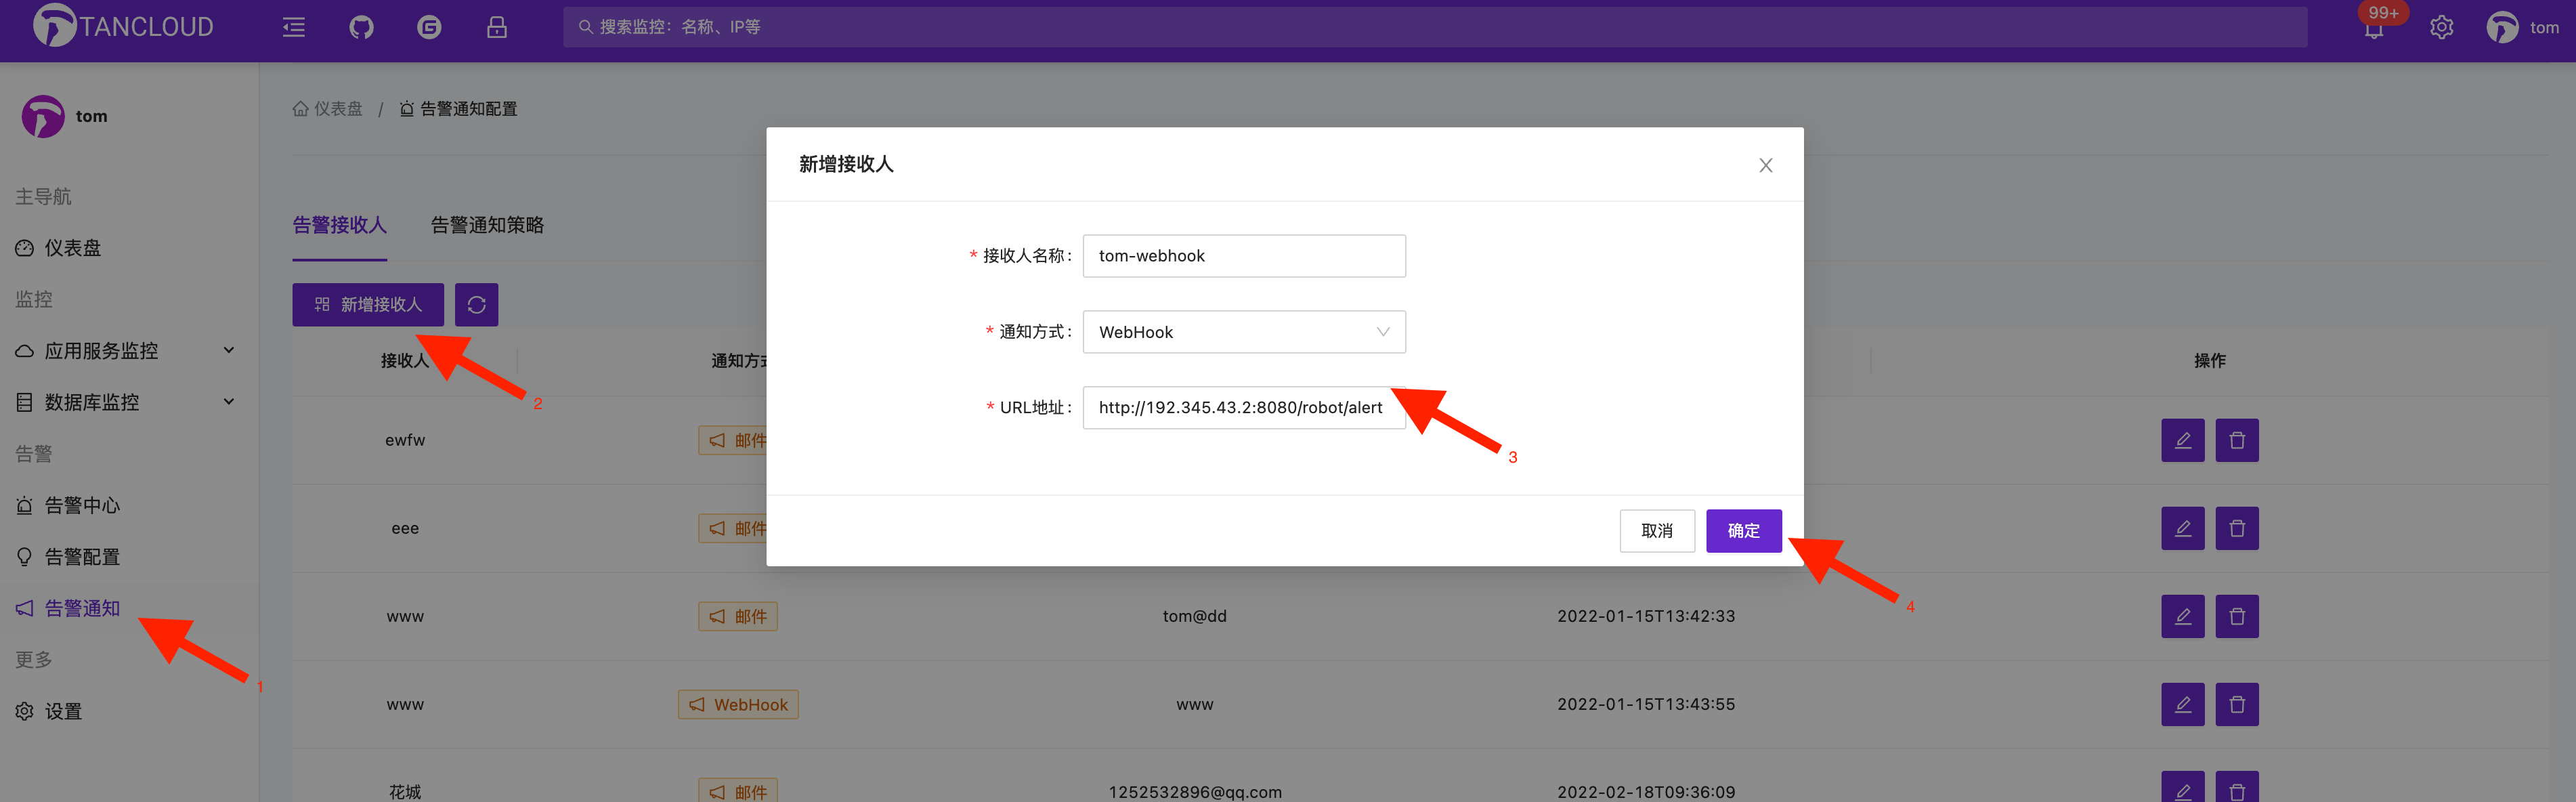 TANCLOUD
搜索监控：名称、IP等
99+
tom
tom
仪表盘 / 告警通知配置
主导航
仪表盘
监控
应用服务监控
数据库监控
告警
告警中心
告警配置
告警通知
1
更多
设置
告警接收人 告警通知策略
新增接收人
2
接收人 通知方式 操作
ewfw 邮件
eee 邮件
www 邮件 tom@dd 2022-01-15T13:42:33
www WebHook www 2022-01-15T13:43:55
花城 邮件 1252532896@qq.com 2022-02-18T09:36:09
新增接收人
* 接收人名称： tom-webhook
* 通知方式： WebHook
* URL地址： http://192.345.43.2:8080/robot/alert
3
取消 确定
4